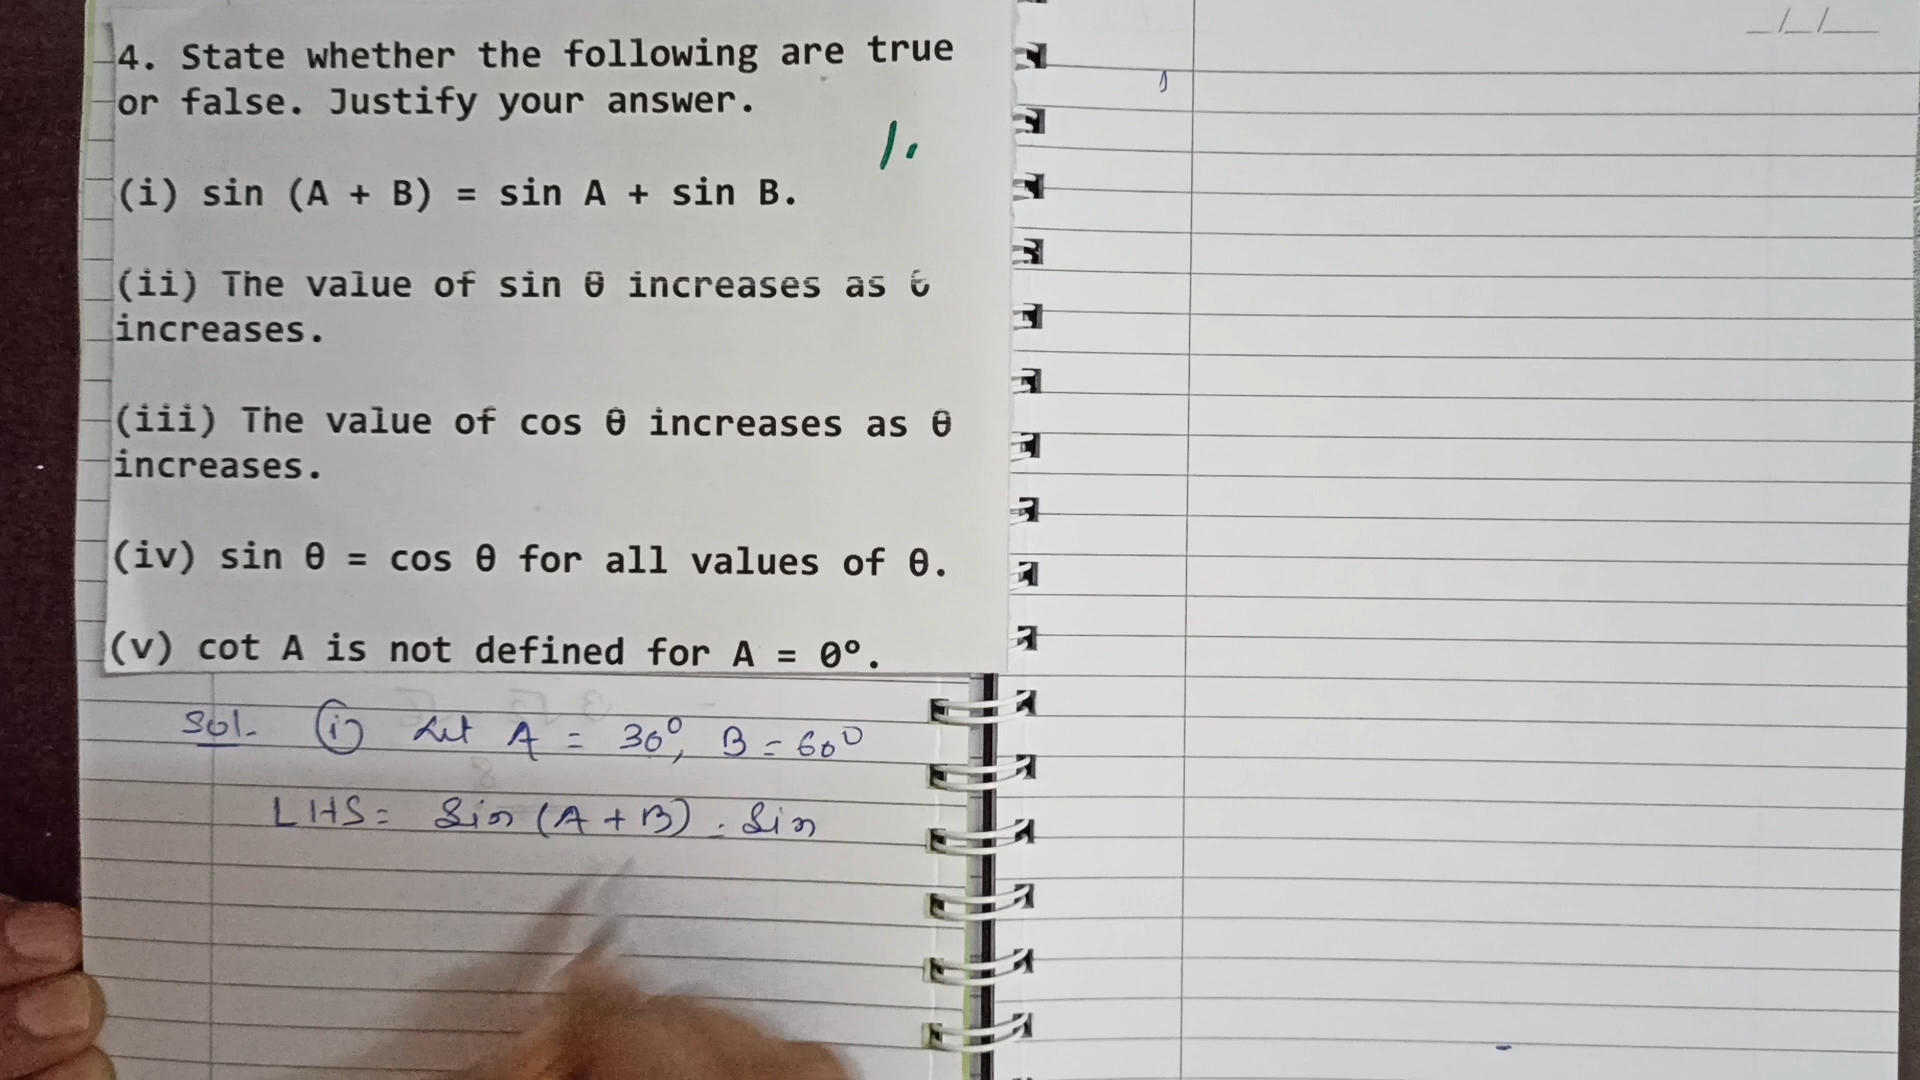 4. State whether the following are true
or false. Justify your answer.
(i) sin (A + B) = sin A + sin B.
(ii) The value of sin θ increases as θ
increases.
(iii) The value of cos θ increases as θ
increases.
(iv) sin θ = cos θ for all values of θ.
(v) cot A is not defined for A = 0°.
Sol. (i) Let A = 30°, B = 60°
LHS = Sin (A + B) = Sin